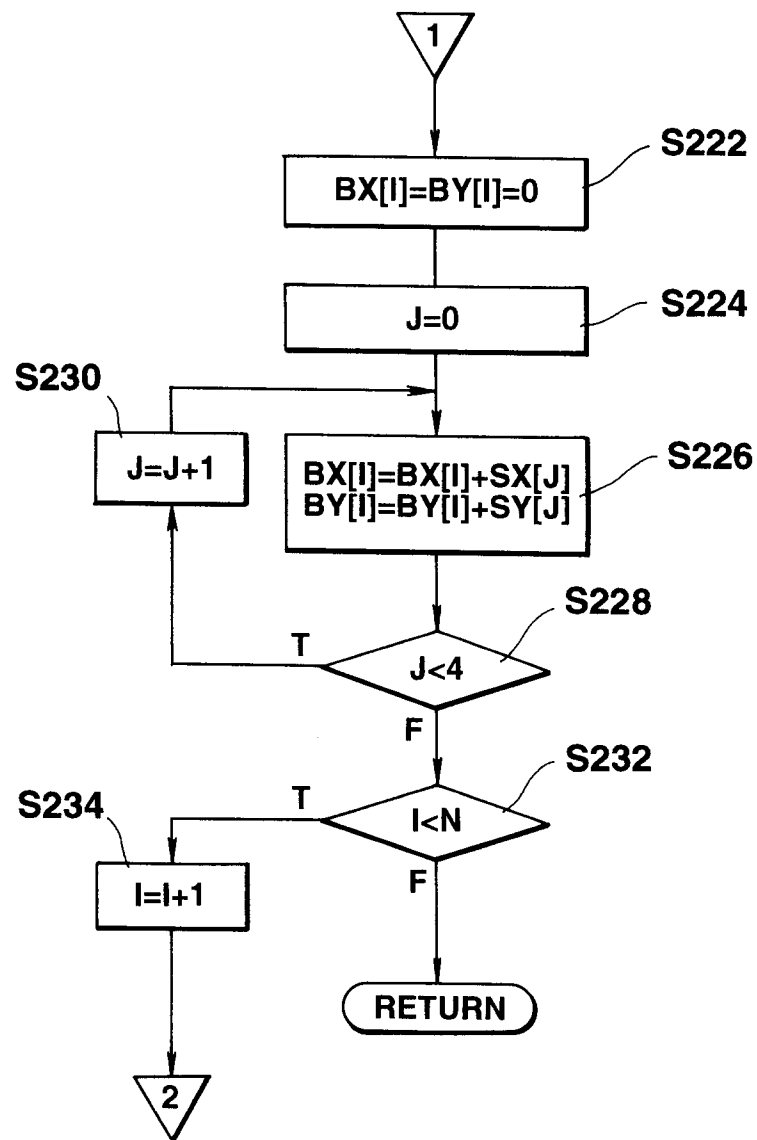 1
S222
BX[I]=BY[I]=0
S224
J=0
S230
J=J+1
S226
BX[I]=BX[I]+SX[J]
BY[I]=BY[I]+SY[J]
S228
T
J<4
F
S232
S234
T
I<N
F
I=I+1
RETURN
2